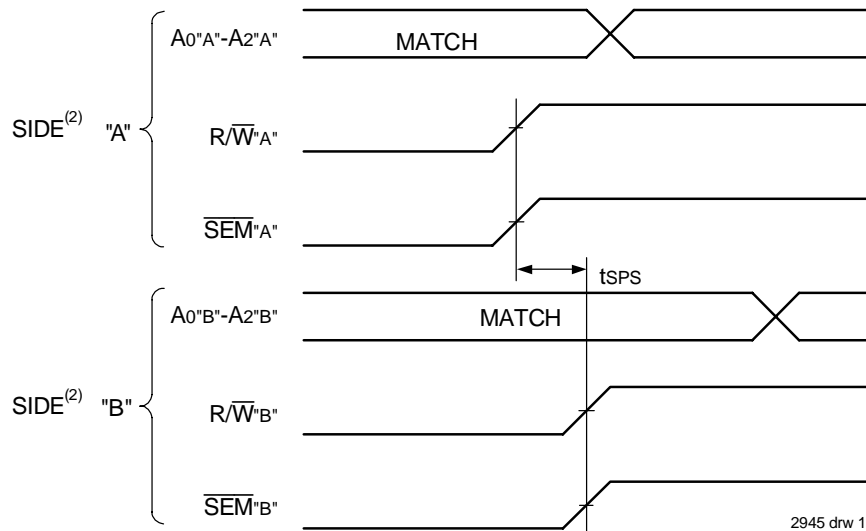 A0"A"-A2"A"
MATCH
SIDE(2) "A"
R/W"A"
SEM"A"
tSPS
A0"B"-A2"B"
MATCH
SIDE(2) "B"
R/W"B"
SEM"B"
2945 drw 1